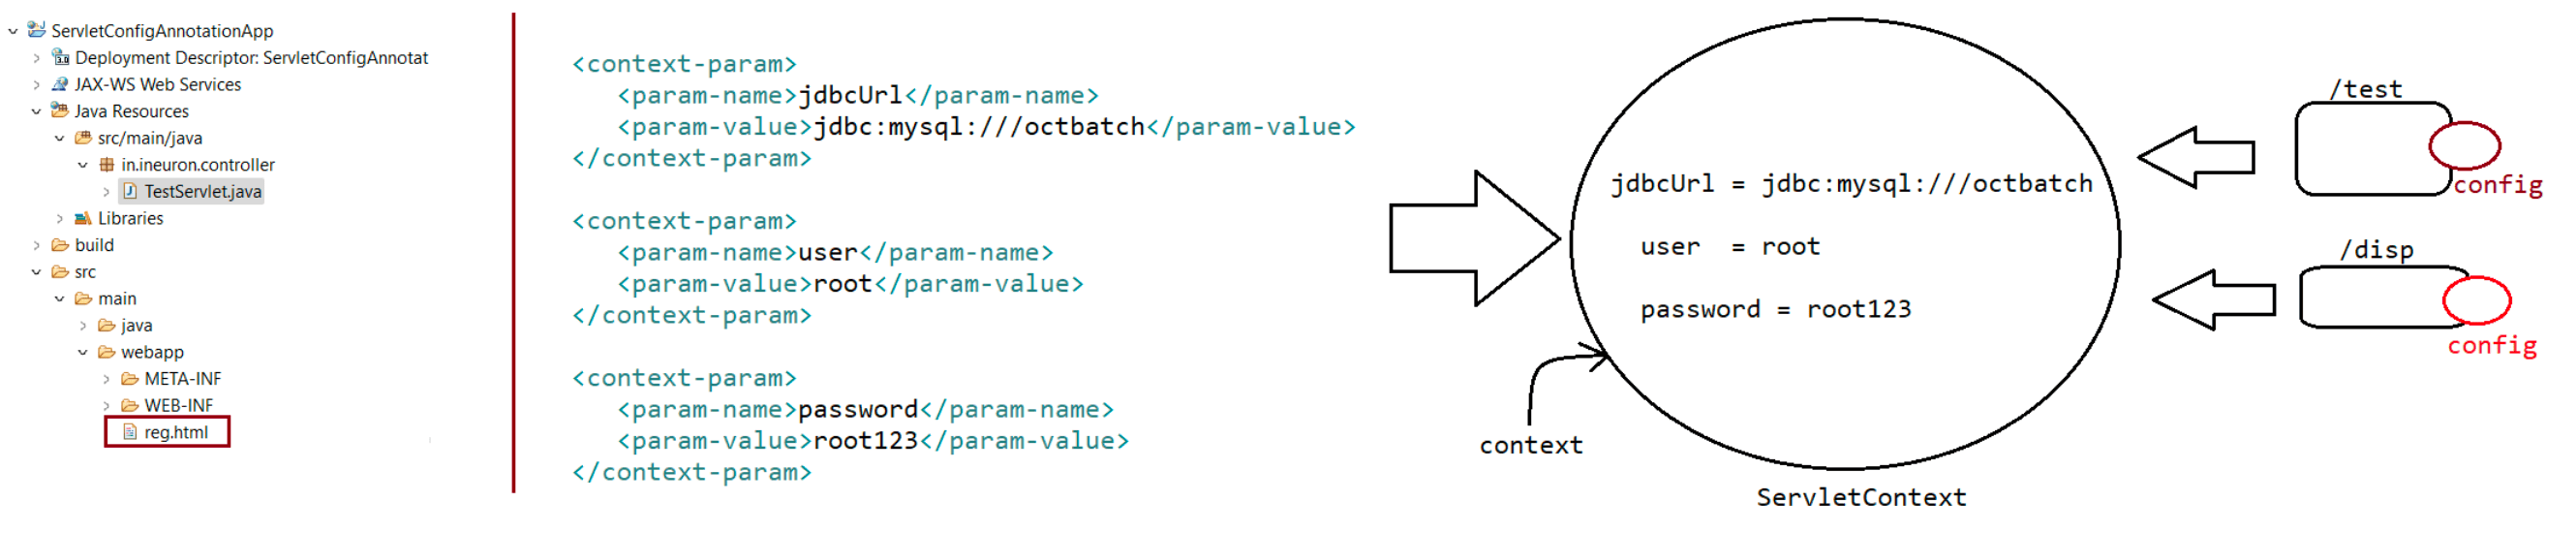 ServletConfigAnnotationApp
Deployment Descriptor: ServletConfigAnnotat
JAX-WS Web Services
Java Resources
src/main/java
in.ineuron.controller
TestServlet.java
Libraries
build
src
main
java
webapp
META-INF
WEB-INF
reg.html
<context-param>
<param-name>jdbcUrl</param-name>
<param-value>jdbc:mysql:///octbatch</param-value>
</context-param>
<context-param>
<param-name>user</param-name>
<param-value>root</param-value>
</context-param>
<context-param>
<param-name>password</param-name>
<param-value>root123</param-value>
</context-param>
jdbcUrl = jdbc:mysql:///octbatch
user = root
password = root123
context
ServletContext
/test
config
/disp
config